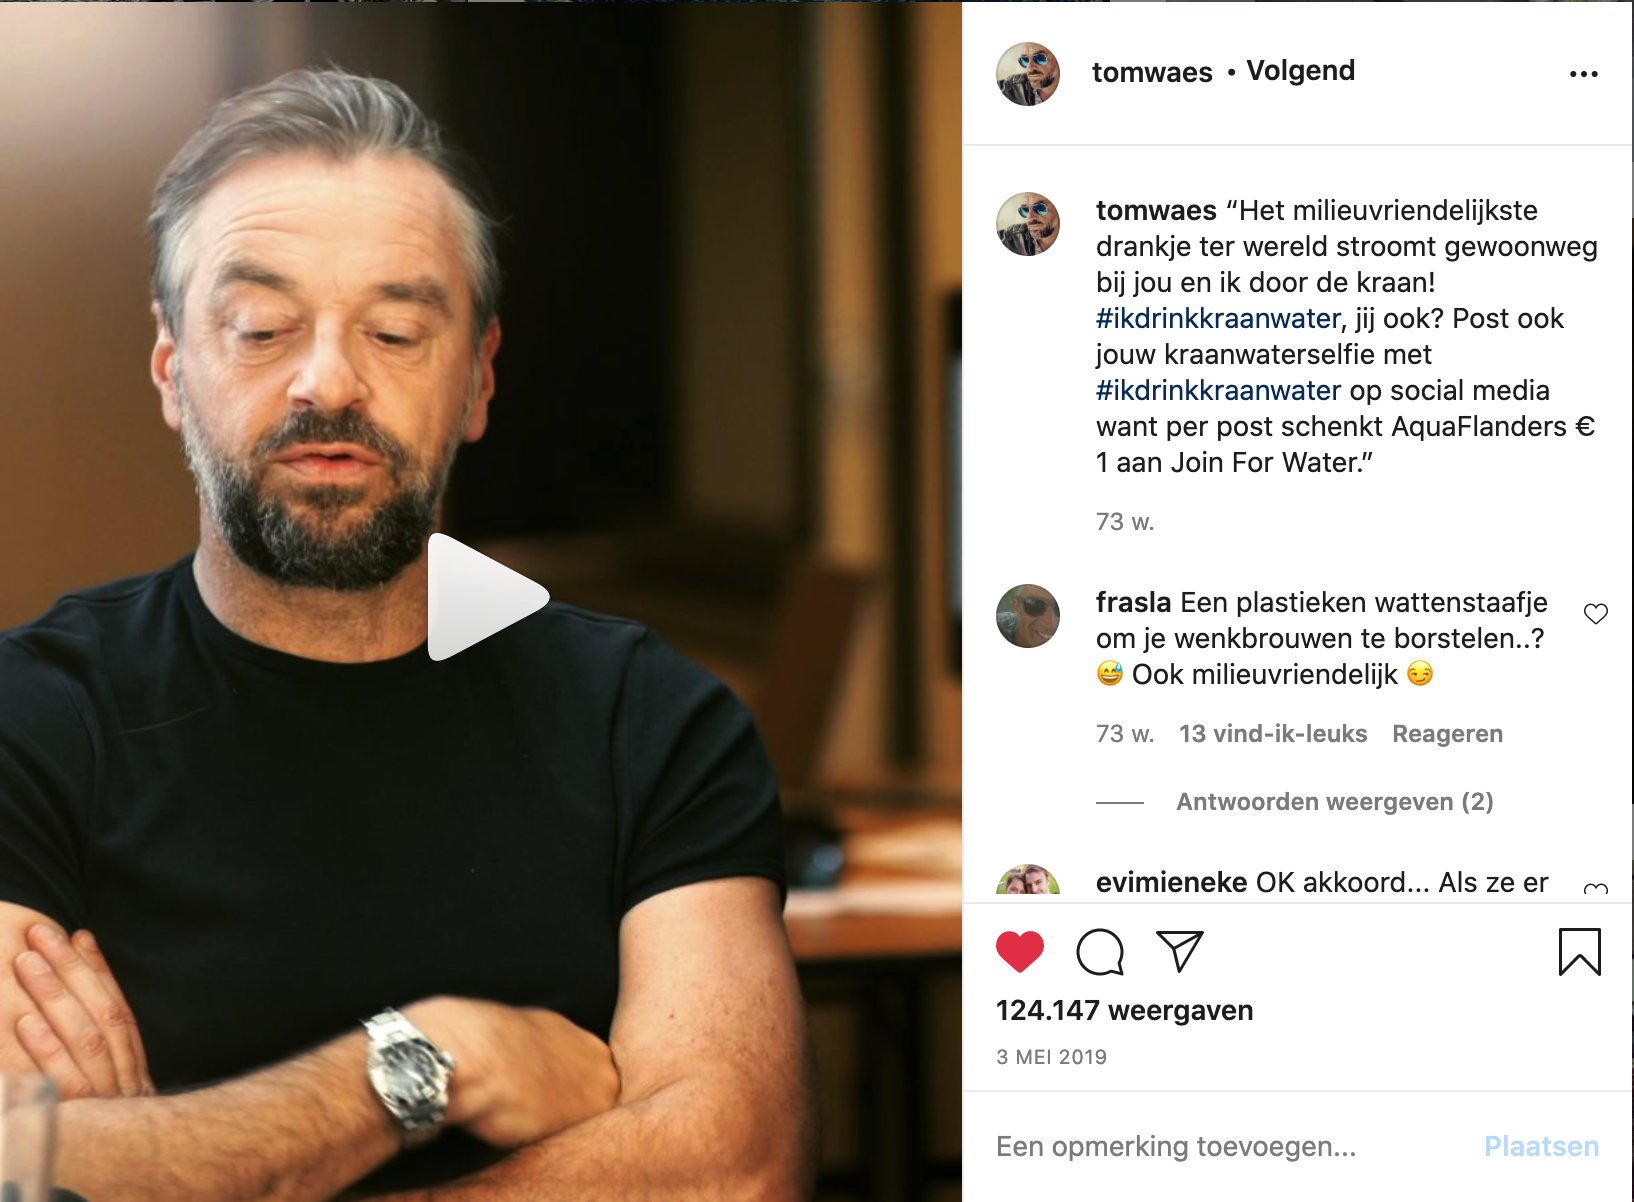 tomwaes • Volgend
tomwaes “Het milieuvriendelijkste
drankje ter wereld stroomt gewoonweg
bij jou en ik door de kraan!
#ikdrinkkraanwater, jij ook? Post ook
jouw kraanwaterselfie met
#ikdrinkkraanwater op social media
want per post schenkt AquaFlanders €
1 aan Join For Water.”
73 w.
frasla Een plastieken wattenstaafje
om je wenkbrouwen te borstelen..?
😅 Ook milieuvriendelijk 😏
73 w. 13 vind-ik-leuks Reageren
Antwoorden weergeven (2)
evimieneke OK akkoord... Als ze er
124.147 weergaven
3 MEI 2019
Een opmerking toevoegen...
Plaatsen